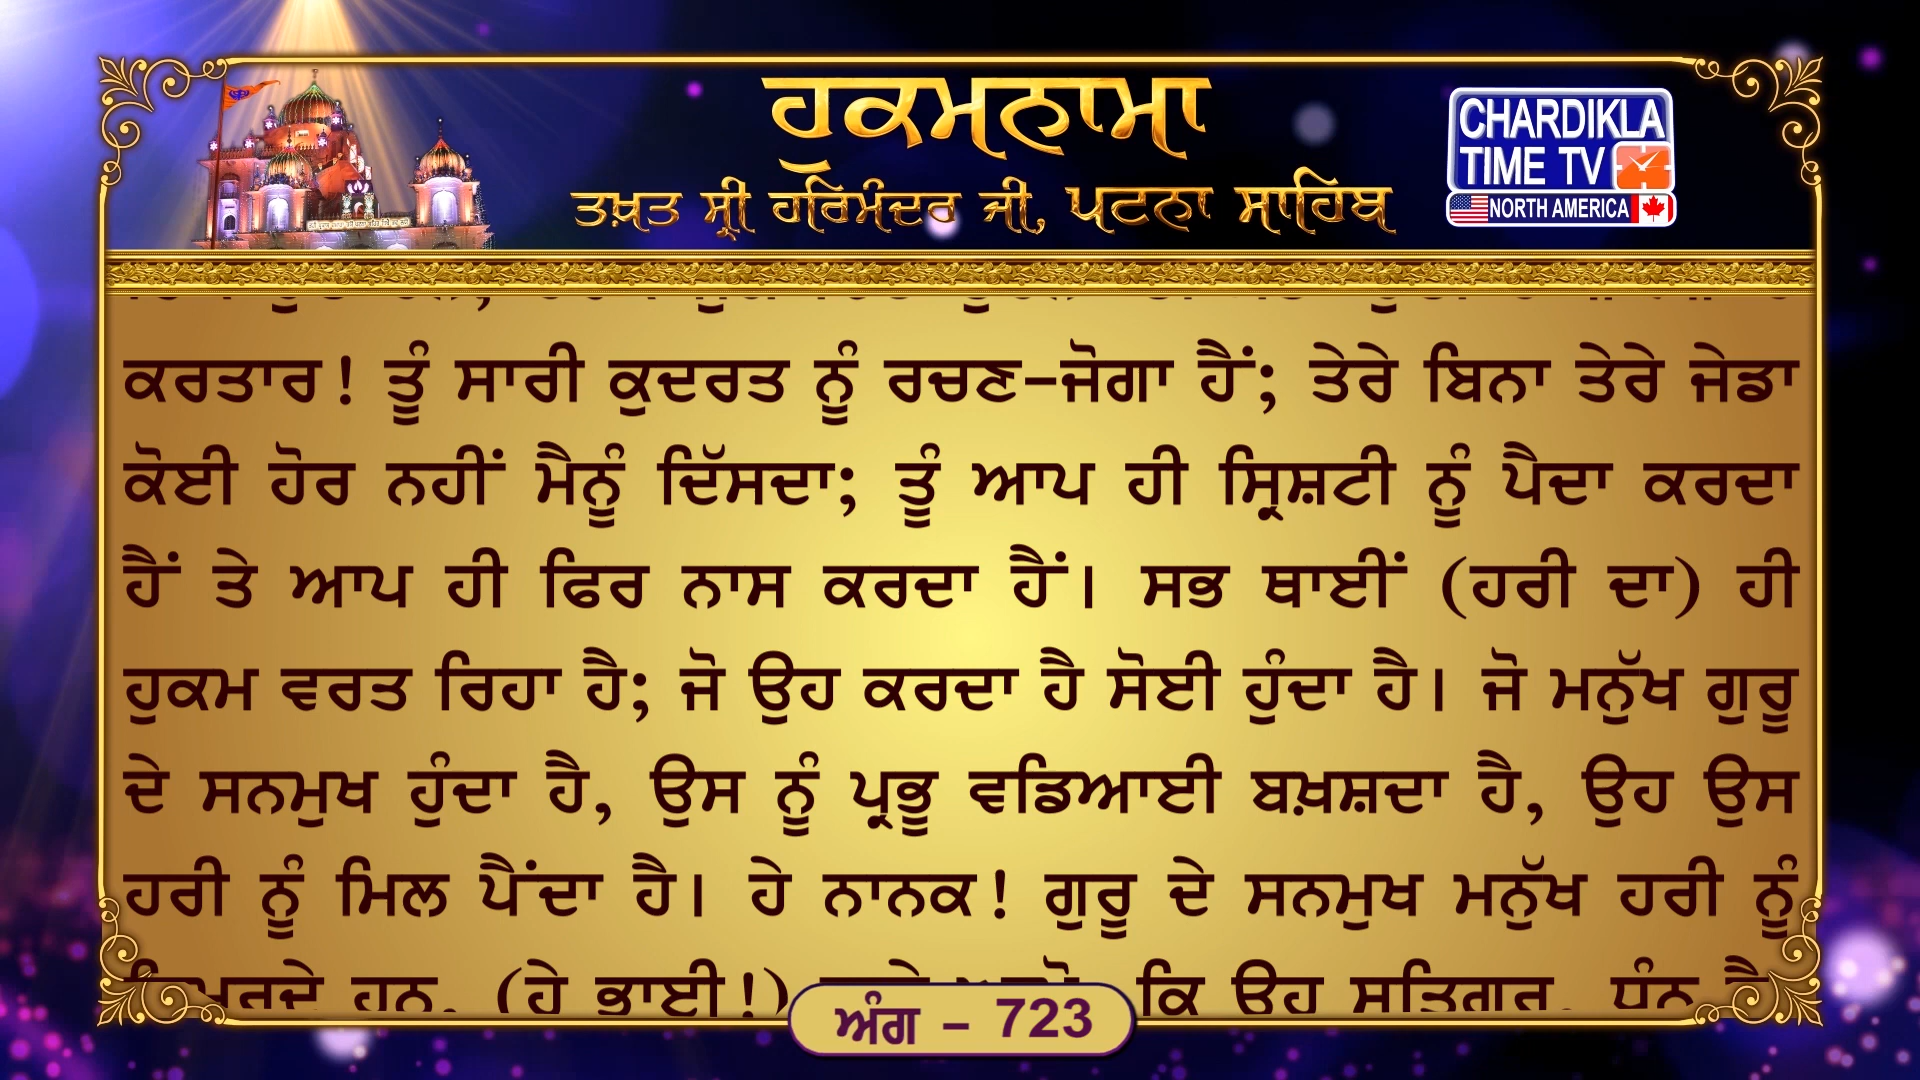 ਹੁਕਮਨਾਮਾ
ਤਖ਼ਤ ਸ੍ਰੀ ਹਰਿਮੰਦਰ ਜੀ, ਪਟਨਾ ਸਾਹਿਬ
CHARDIKLA
TIME TV
NORTH AMERICA
ਕਰਤਾਰ! ਤੂੰ ਸਾਰੀ ਕੁਦਰਤ ਨੂੰ ਰਚਣ-ਜੋਗਾ ਹੈਂ; ਤੇਰੇ ਬਿਨਾ ਤੇਰੇ ਜੇਡਾ
ਕੋਈ ਹੋਰ ਨਹੀਂ ਮੈਨੂੰ ਦਿੱਸਦਾ; ਤੂੰ ਆਪ ਹੀ ਸ੍ਰਿਸ਼ਟੀ ਨੂੰ ਪੈਦਾ ਕਰਦਾ
ਹੈਂ ਤੇ ਆਪ ਹੀ ਫਿਰ ਨਾਸ ਕਰਦਾ ਹੈਂ। ਸਭ ਥਾਈਂ (ਹਰੀ ਦਾ) ਹੀ
ਹੁਕਮ ਵਰਤ ਰਿਹਾ ਹੈ; ਜੋ ਉਹ ਕਰਦਾ ਹੈ ਸੋਈ ਹੁੰਦਾ ਹੈ। ਜੋ ਮਨੁੱਖ ਗੁਰੂ
ਦੇ ਸਨਮੁਖ ਹੁੰਦਾ ਹੈ, ਉਸ ਨੂੰ ਪ੍ਰਭੂ ਵਡਿਆਈ ਬਖ਼ਸ਼ਦਾ ਹੈ, ਉਹ ਉਸ
ਹਰੀ ਨੂੰ ਮਿਲ ਪੈਂਦਾ ਹੈ। ਹੇ ਨਾਨਕ! ਗੁਰੂ ਦੇ ਸਨਮੁਖ ਮਨੁੱਖ ਹਰੀ ਨੂੰ
ਹਨ, (ਹੇ ਭਾਈ!) ਕਿ ਉਹ ਸਤਿਗੁਰੂ, ਧੰਨ ਹੈ,
ਅੰਗ - 723